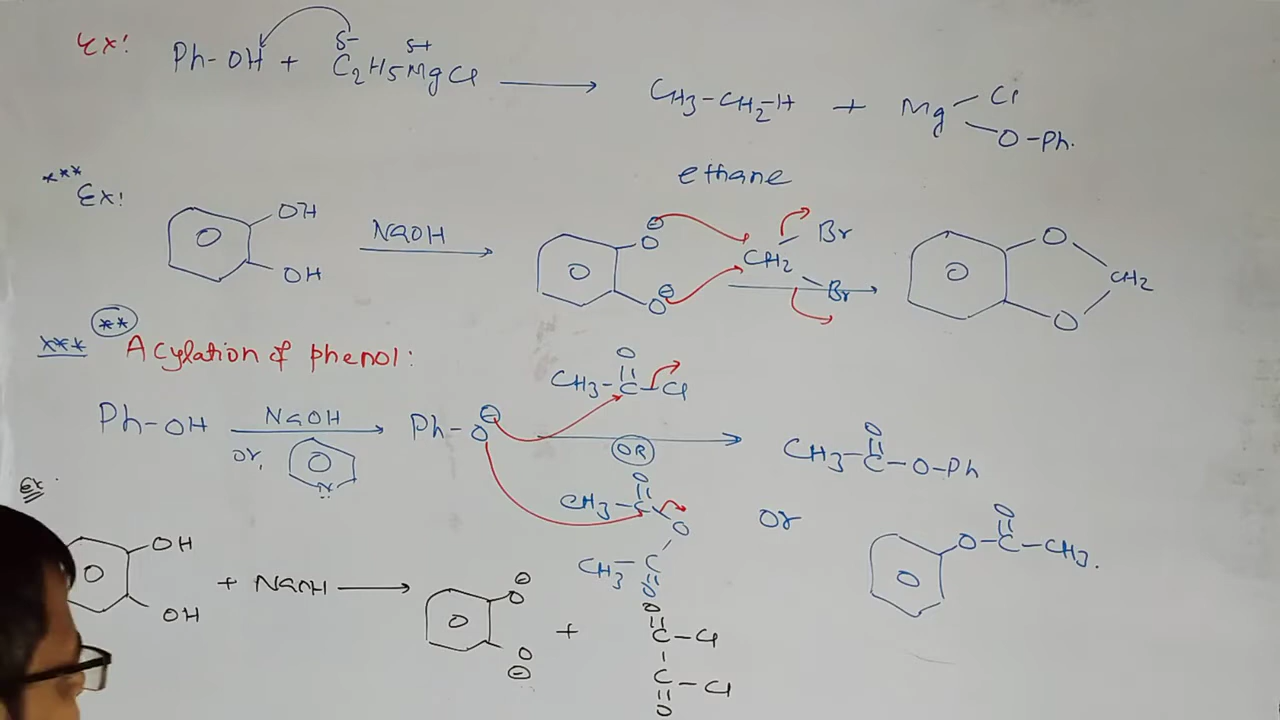 Ex!
Ph-OH + C2H5MgCl ⟶ CH3-CH2-H + Mg Cl O-Ph.
δ- δ+
ethane
*** Ex!
OH OH NaOH ⟶ O⊖ O⊖ CH2 Br Br ⟶ O O CH2
*** ** Acylation of phenol:
Ph-OH NaOH or, N ⟶ Ph-O⊖
CH3-C-Cl
O
OR
CH3-C-O
O
CH3-C
O
CH3-C-O-Ph
O
or
O-C-CH3.
O
Ex.
OH OH + NaOH ⟶ O⊖ O⊖ +
O
C-Cl
C-Cl
O